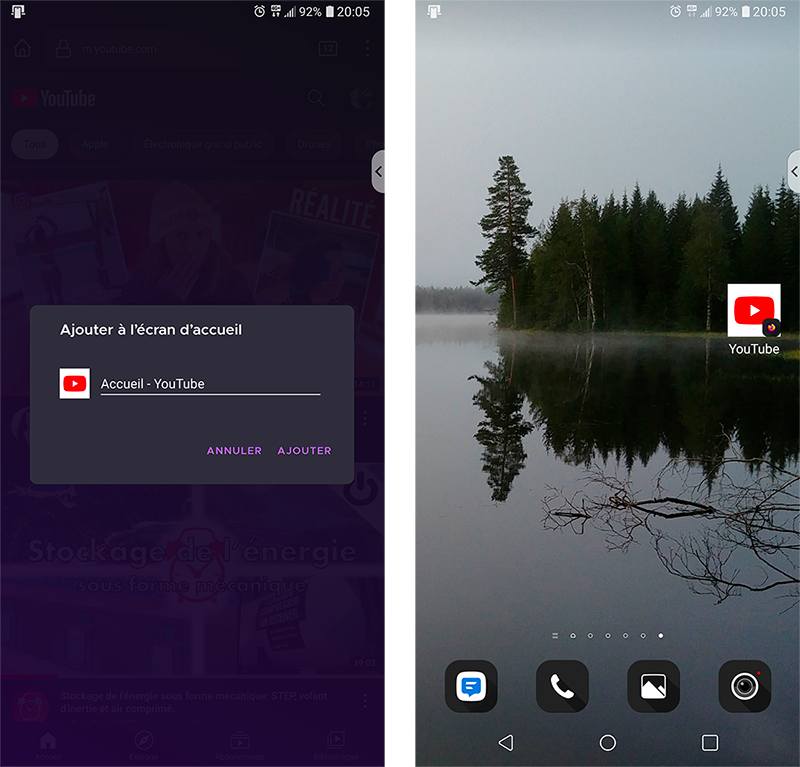 92% 20:05
m.youtube.com
12
YouTube
Tous
Apple
Électronique grand public
Drones
RÉALITÉ
Ajouter à l'écran d'accueil
Accueil - YouTube
ANNULER
AJOUTER
Stockage de l'énergie
sous forme mécanique
19:03
Stockage de l'énergie sous forme mécanique: STEP, volant
d'inertie et air comprimé.
Accueil
Explorer
Abonnements
Bibliothèque
92% 20:05
YouTube